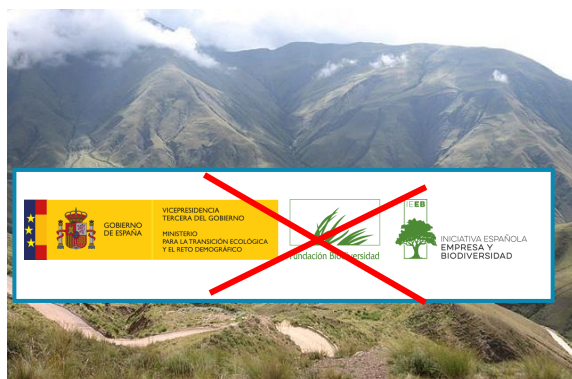 GOBIERNO
DE ESPAÑA
VICEPRESIDENCIA
TERCERA DEL GOBIERNO
MINISTERIO
PARA LA TRANSICIÓN ECOLÓGICA
Y EL RETO DEMOGRÁFICO
Fundación Biodiversidad
IEEB
INICIATIVA ESPAÑOLA
EMPRESA Y
BIODIVERSIDAD